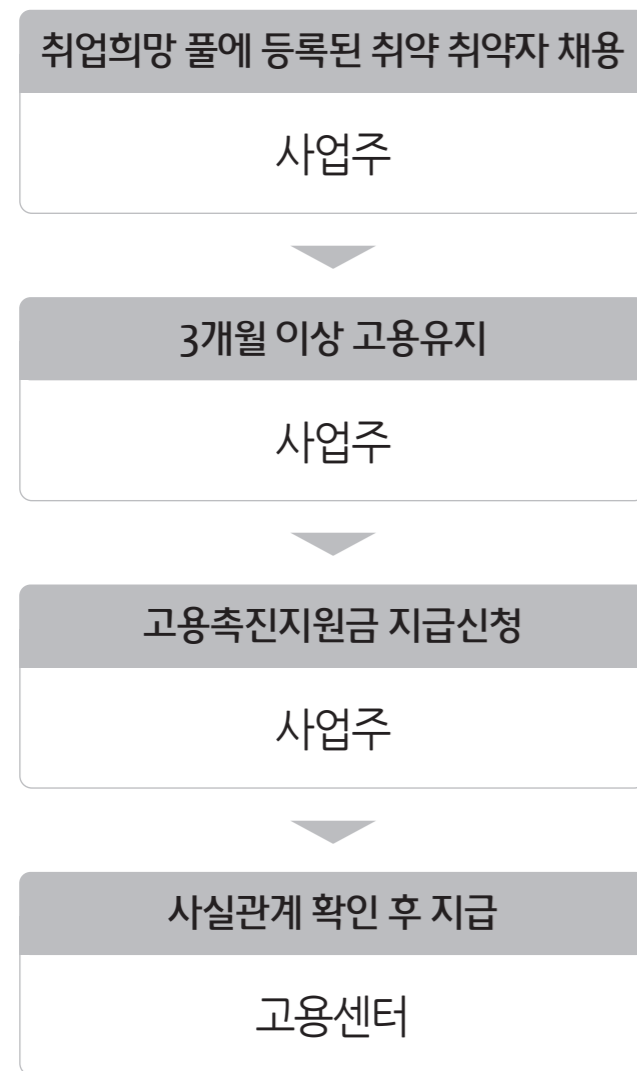 취업희망 풀에 등록된 취약 취약자 채용
사업주
3개월 이상 고용유지
사업주
고용촉진지원금 지급신청
사업주
사실관계 확인 후 지급
고용센터